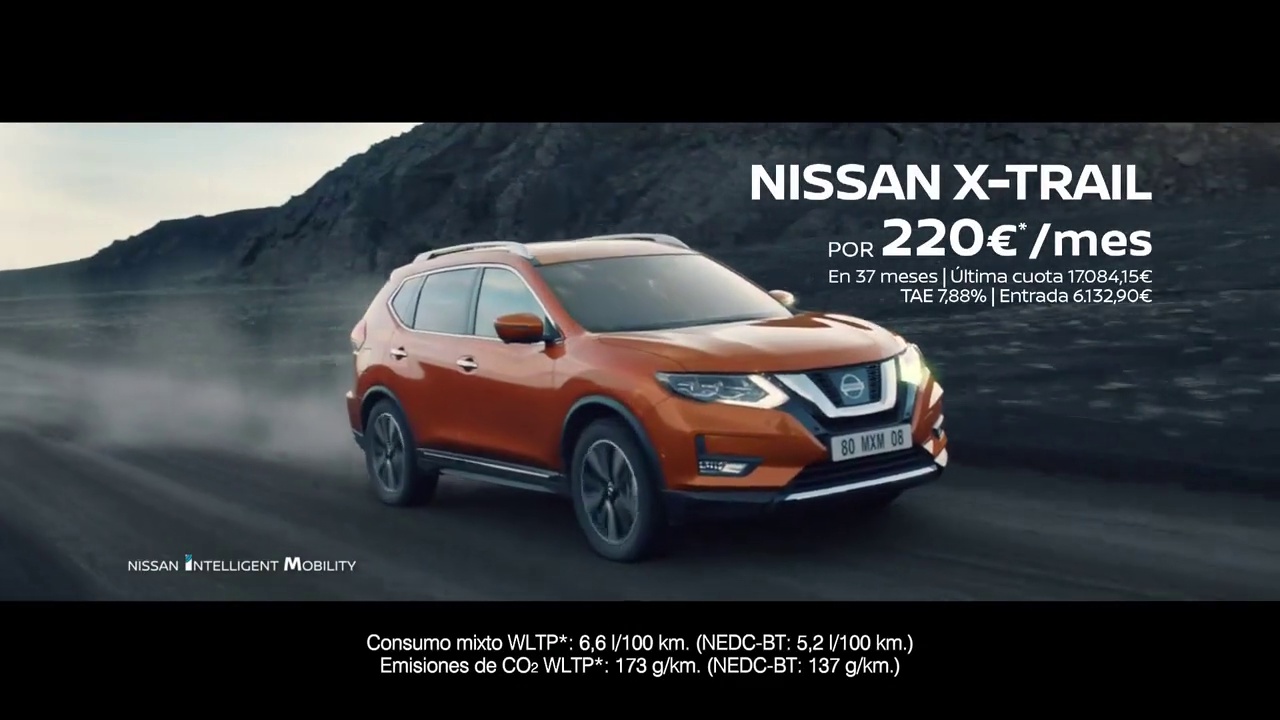 NISSAN X-TRAIL
POR 220€*/mes
En 37 meses | Última cuota 17.084,15€
TAE 7,88% | Entrada 6.132,90€
80 MXM 08
NISSAN INTELLIGENT MOBILITY
Consumo mixto WLTP*: 6,6 l/100 km. (NEDC-BT: 5,2 l/100 km.)
Emisiones de CO2 WLTP*: 173 g/km. (NEDC-BT: 137 g/km.)